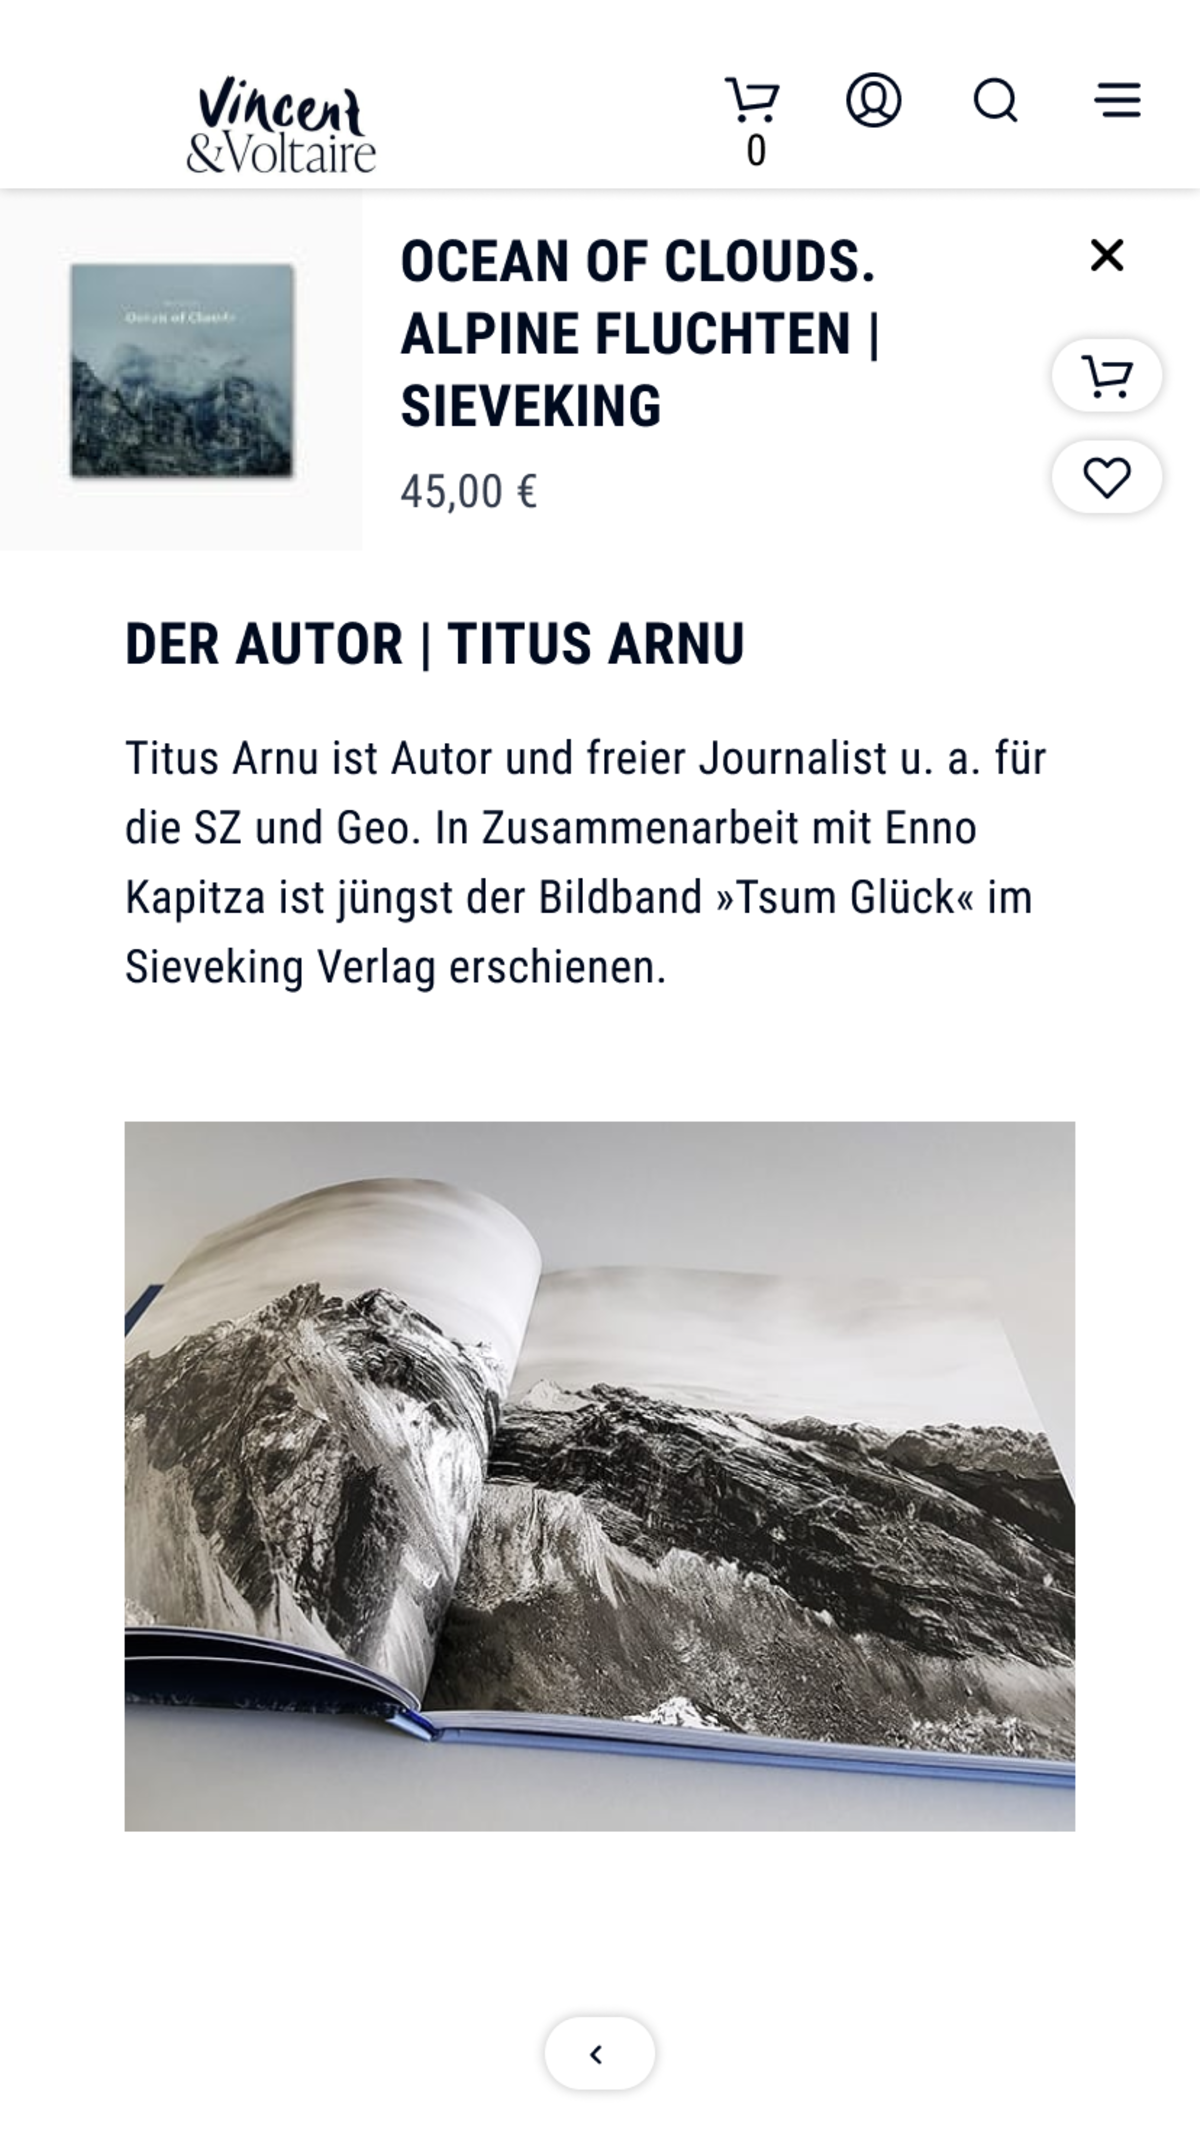 Vincent
&Voltaire
0
OCEAN OF CLOUDS.
ALPINE FLUCHTEN |
SIEVEKING
45,00 €
Ocean of Clouds
DER AUTOR | TITUS ARNU
Titus Arnu ist Autor und freier Journalist u. a. für
die SZ und Geo. In Zusammenarbeit mit Enno
Kapitza ist jüngst der Bildband »Tsum Glück« im
Sieveking Verlag erschienen.